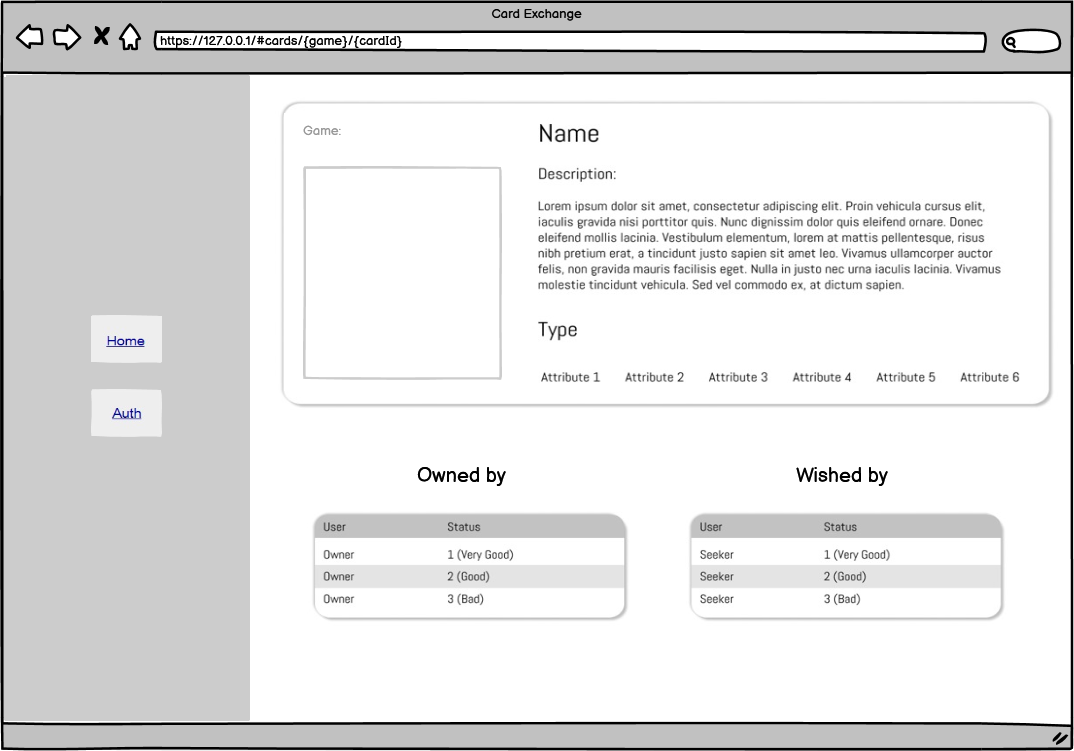 Card Exchange
https://127.0.0.1/#cards/{game}/{cardId}
Home
Auth
Game:
Name
Description:
Lorem ipsum dolor sit amet, consectetur adipiscing elit. Proin vehicula cursus elit,
iaculis gravida nisi porttitor quis. Nunc dignissim dolor quis eleifend ornare. Donec
eleifend mollis lacinia. Vestibulum elementum, lorem at mattis pellentesque, risus
nibh pretium erat, a tincidunt justo sapien sit amet leo. Vivamus ullamcorper auctor
felis, non gravida mauris facilisis eget. Nulla in justo nec urna iaculis lacinia. Vivamus
molestie tincidunt vehicula. Sed vel commodo ex, at dictum sapien.
Type
Attribute 1 Attribute 2 Attribute 3 Attribute 4 Attribute 5 Attribute 6
Owned by
User Status
Owner 1 (Very Good)
Owner 2 (Good)
Owner 3 (Bad)
Wished by
User Status
Seeker 1 (Very Good)
Seeker 2 (Good)
Seeker 3 (Bad)